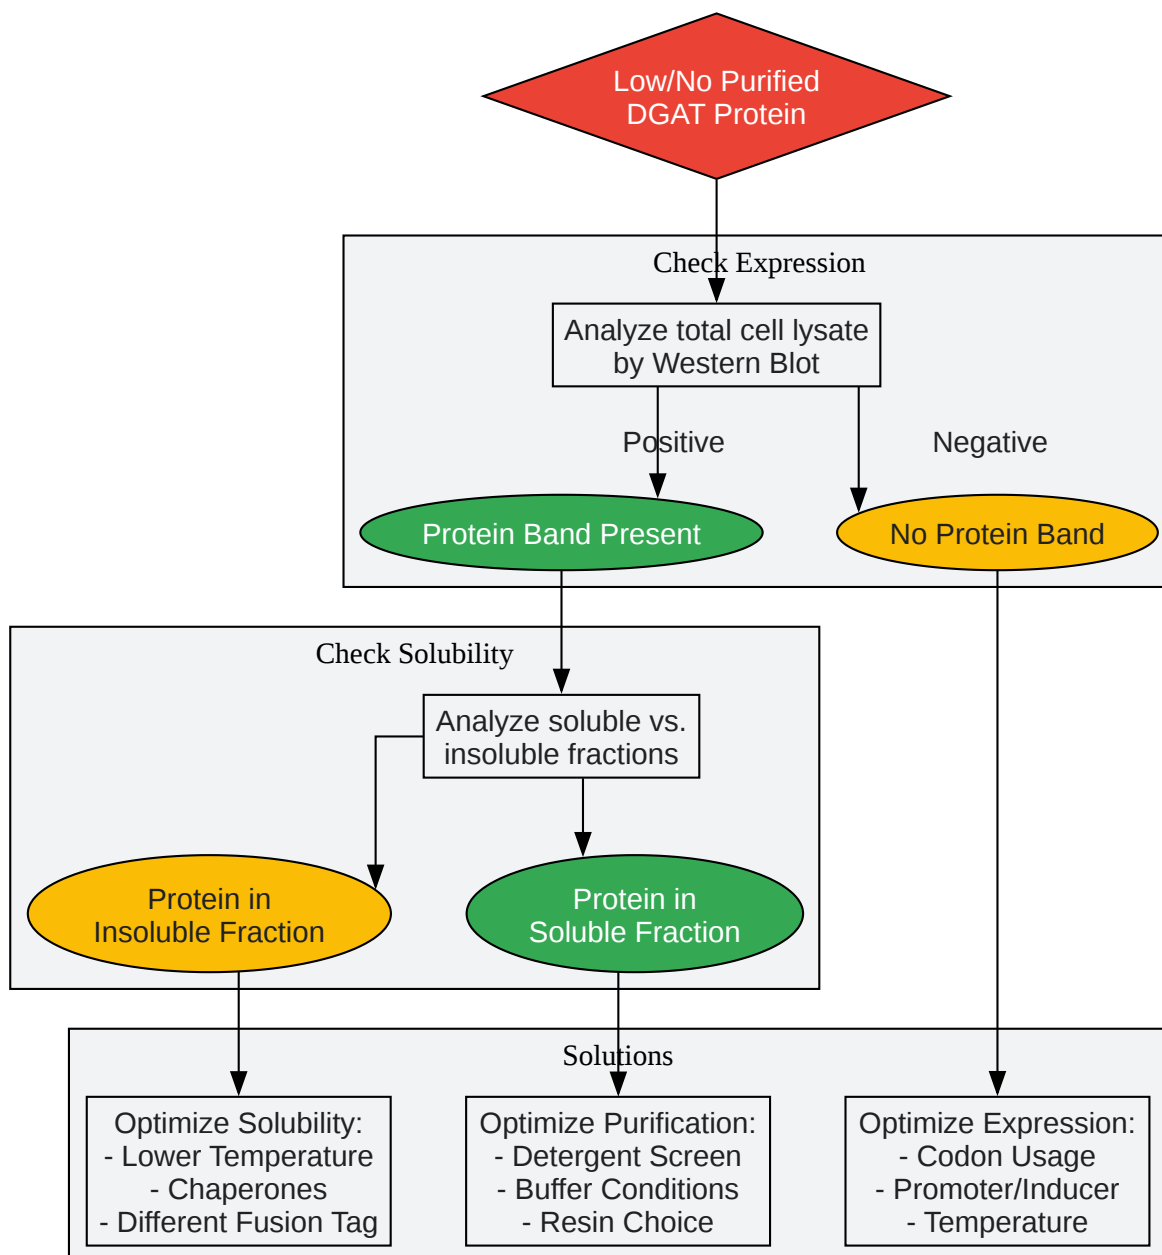 Low/No Purified
DGAT Protein
Check Expression
Analyze total cell lysate
by Western Blot
Positive
Negative
Protein Band Present
No Protein Band
Check Solubility
Analyze soluble vs.
insoluble fractions
Protein in
Insoluble Fraction
Protein in
Soluble Fraction
Solutions
Optimize Solubility:
- Lower Temperature
- Chaperones
- Different Fusion Tag
Optimize Purification:
- Detergent Screen
- Buffer Conditions
- Resin Choice
Optimize Expression:
- Codon Usage
- Promoter/Inducer
- Temperature